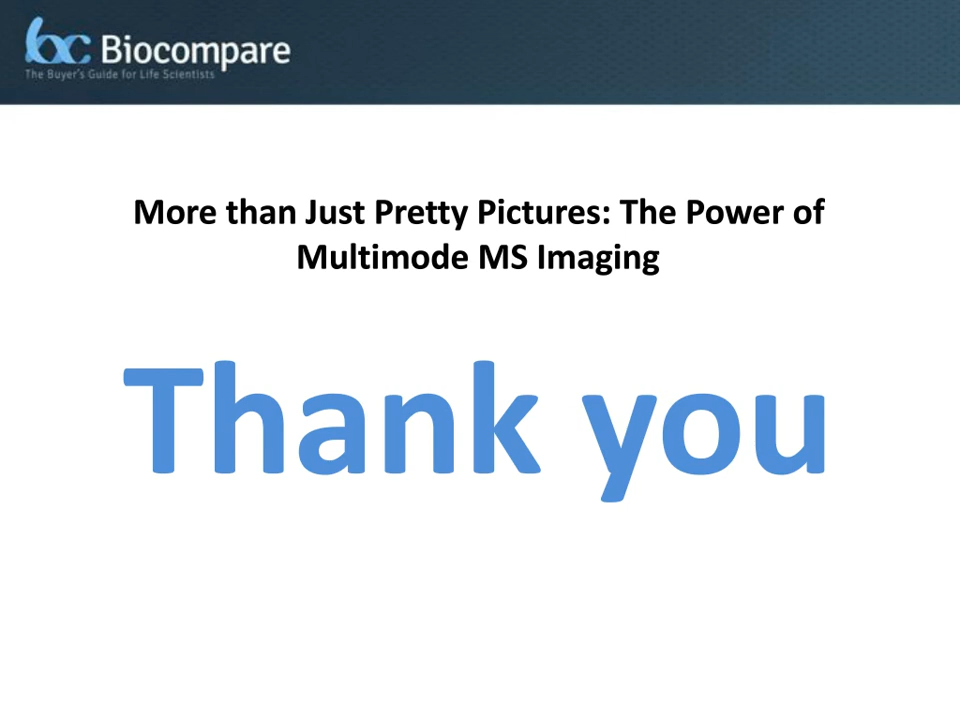 bc Biocompare
The Buyer's Guide for Life Scientists
More than Just Pretty Pictures: The Power of
Multimode MS Imaging
Thank you